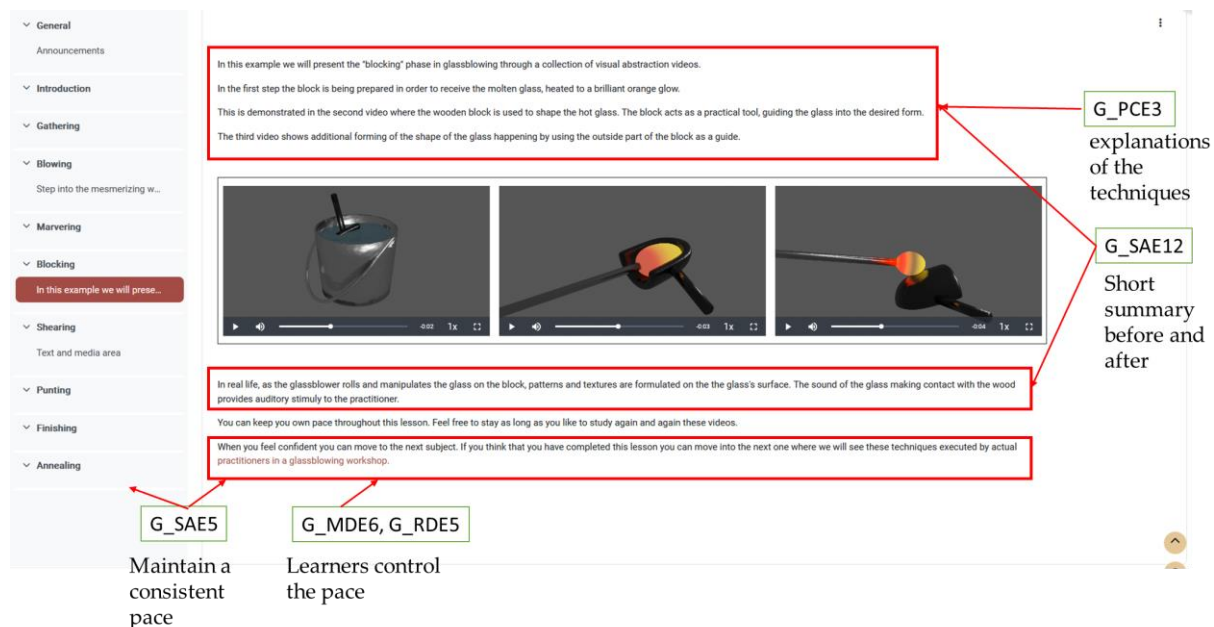 General
Announcements
Introduction
Gathering
Blowing
Step into the mesmerizing w...
Marvering
Blocking
In this example we will prese...
Shearing
Text and media area
Punting
Finishing
Annealing
In this example we will present the "blocking" phase in glassblowing through a collection of visual abstraction videos.
In the first step the block is being prepared in order to receive the molten glass, heated to a brilliant orange glow.
This is demonstrated in the second video where the wooden block is used to shape the hot glass. The block acts as a practical tool, guiding the glass into the desired form.
The third video shows additional forming of the shape of the glass happening by using the outside part of the block as a guide.
-0:02 1x
-0:03 1x
-0:04 1x
In real life, as the glassblower rolls and manipulates the glass on the block, patterns and textures are formulated on the the glass's surface. The sound of the glass making contact with the wood
provides auditory stimuly to the practitioner.
You can keep you own pace throughout this lesson. Feel free to stay as long as you like to study again and again these videos.
When you feel confident you can move to the next subject. If you think that you have completed this lesson you can move into the next one where we will see these techniques executed by actual
practitioners in a glassblowing workshop.
G_PCE3
explanations
of the
techniques
G_SAE12
Short
summary
before and
after
G_SAE5
Maintain a
consistent
pace
G_MDE6, G_RDE5
Learners control
the pace